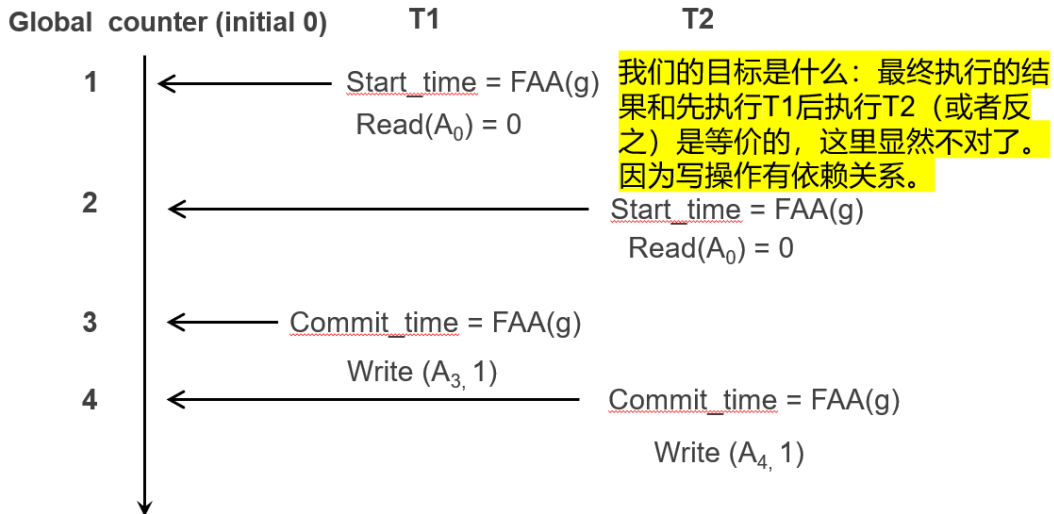 Global counter (initial 0) T1 T2
1 Start_time = FAA(g)
Read(A₀) = 0
我们的目标是什么：最终执行的结
果和先执行T1后执行T2（或者反
之）是等价的，这里显然不对了。
因为写操作有依赖关系。
2 Start_time = FAA(g)
Read(A₀) = 0
3 Commit_time = FAA(g)
Write (A₃, 1)
4 Commit_time = FAA(g)
Write (A₄, 1)